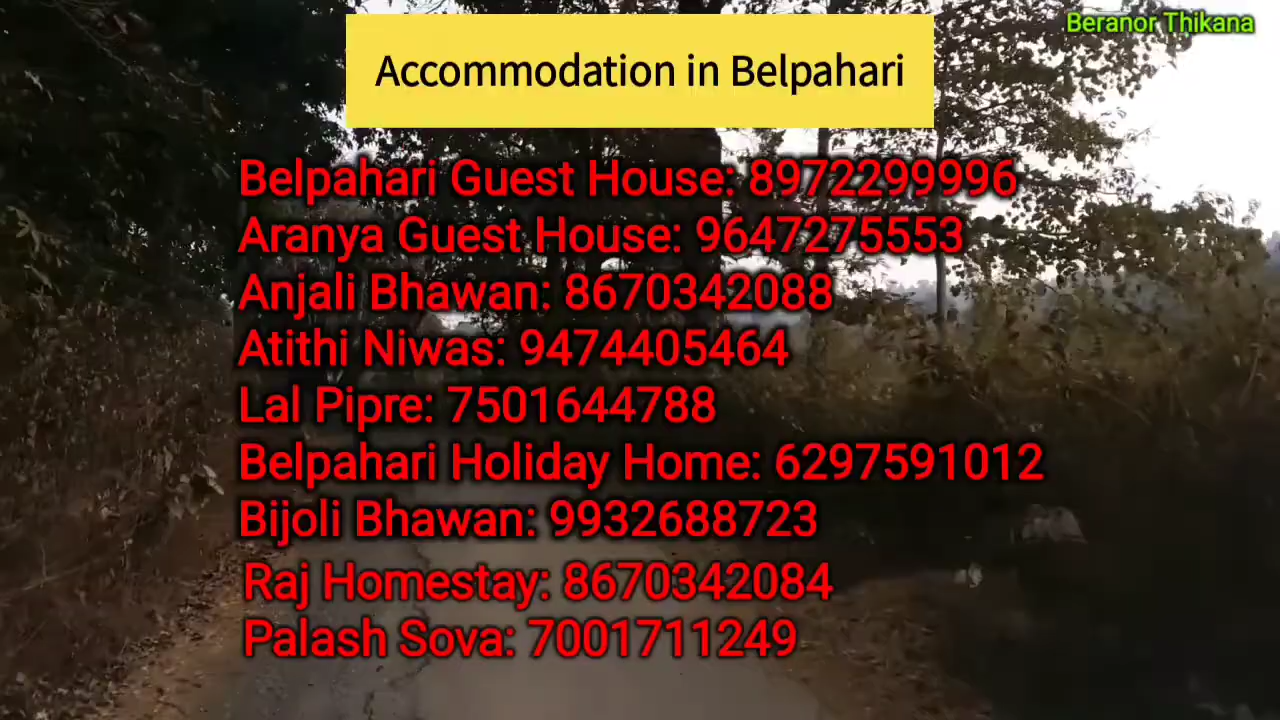 Beranor Thikana
Accommodation in Belpahari
Belpahari Guest House: 8972299996
Aranya Guest House: 9647275553
Anjali Bhawan: 8670342088
Atithi Niwas: 9474405464
Lal Pipre: 7501644788
Belpahari Holiday Home: 6297591012
Bijoli Bhawan: 9932688723
Raj Homestay: 8670342084
Palash Sova: 7001711249